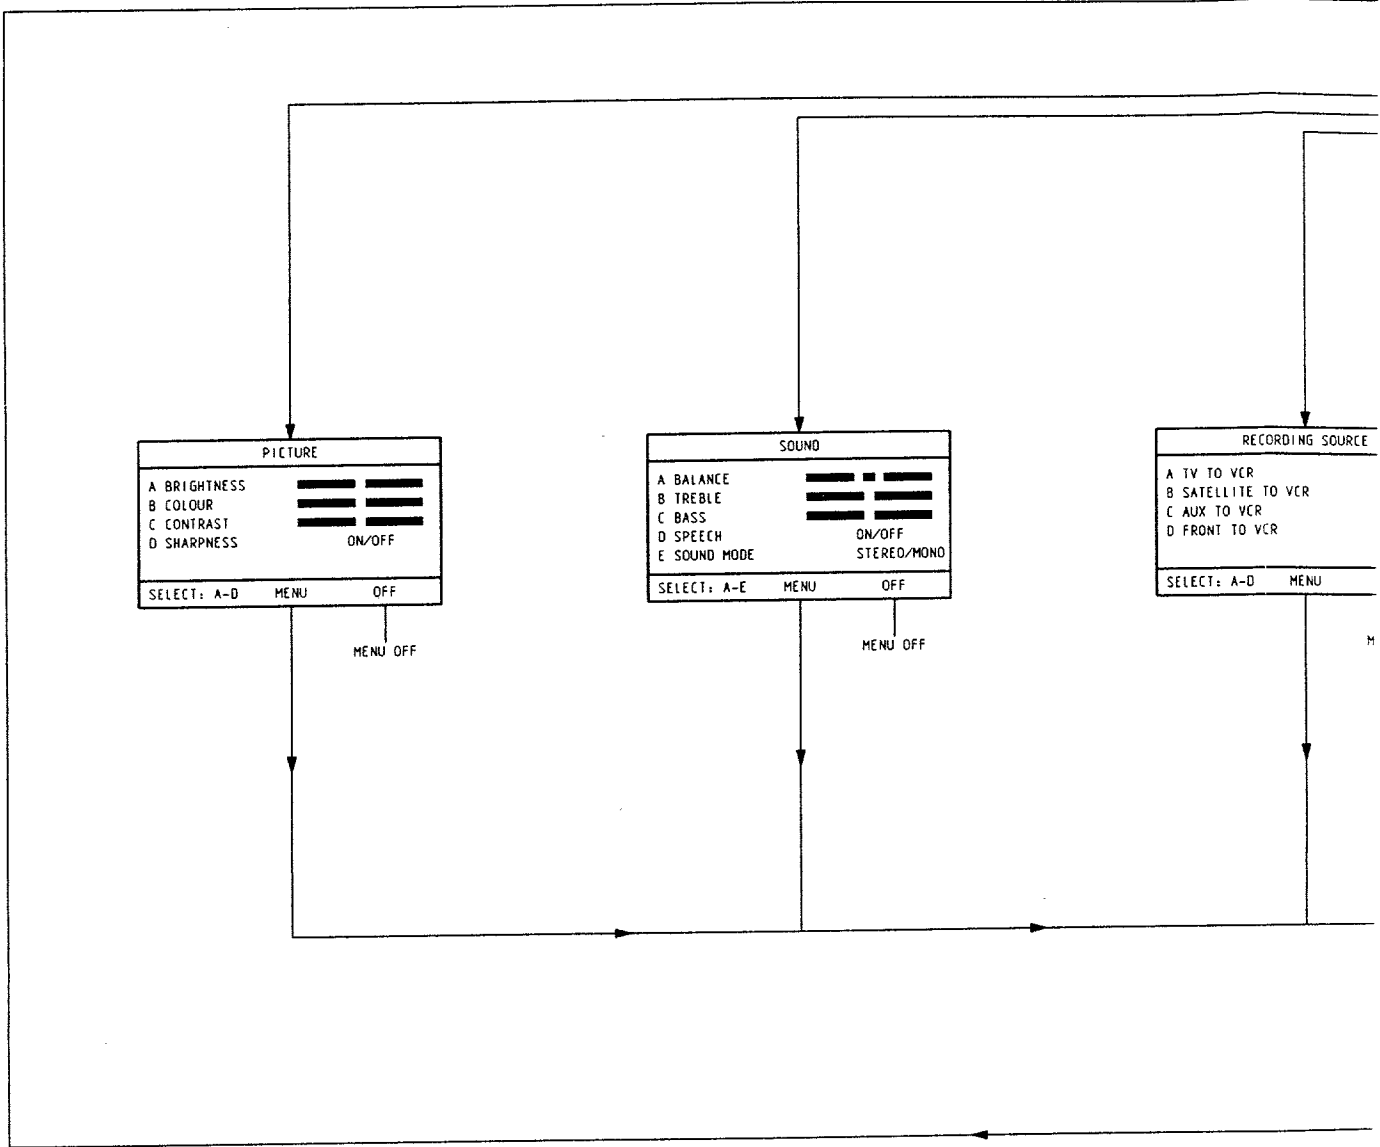 PICTURE
A BRIGHTNESS
B COLOUR
C CONTRAST
D SHARPNESS ON/OFF
SELECT: A-D MENU OFF
MENU OFF
SOUND
A BALANCE
B TREBLE
C BASS
D SPEECH ON/OFF
E SOUND MODE STEREO/MONO
SELECT: A-E MENU OFF
MENU OFF
RECORDING SOURCE
A TV TO VCR
B SATELLITE TO VCR
C AUX TO VCR
D FRONT TO VCR
SELECT: A-D MENU
M